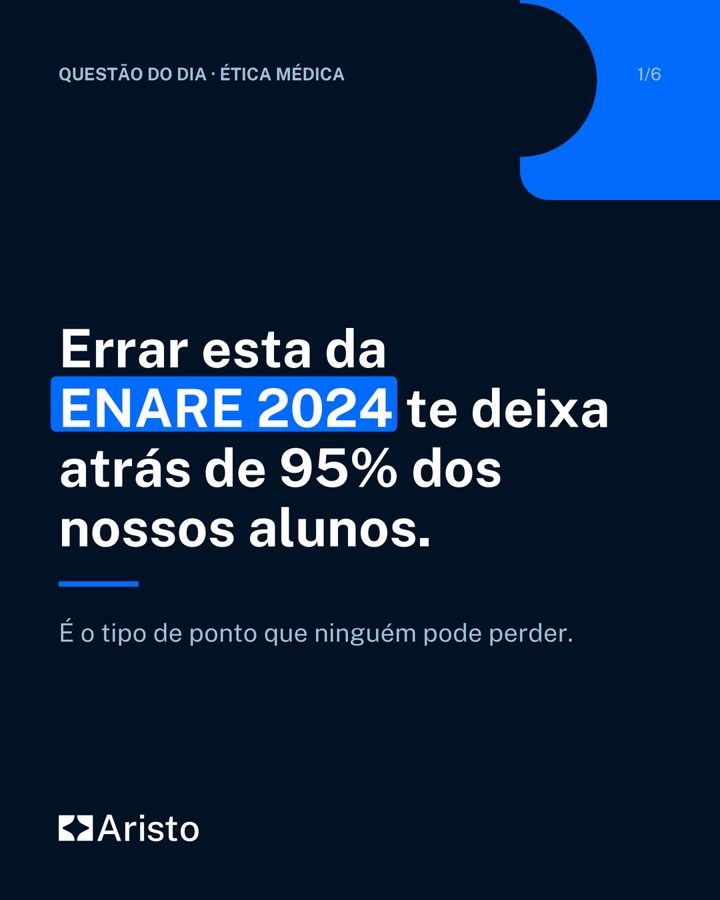 QUESTÃO DO DIA · ÉTICA MÉDICA
1/6
Errar esta da
ENARE 2024 te deixa
atrás de 95% dos
nossos alunos.
É o tipo de ponto que ninguém pode perder.
Aristo